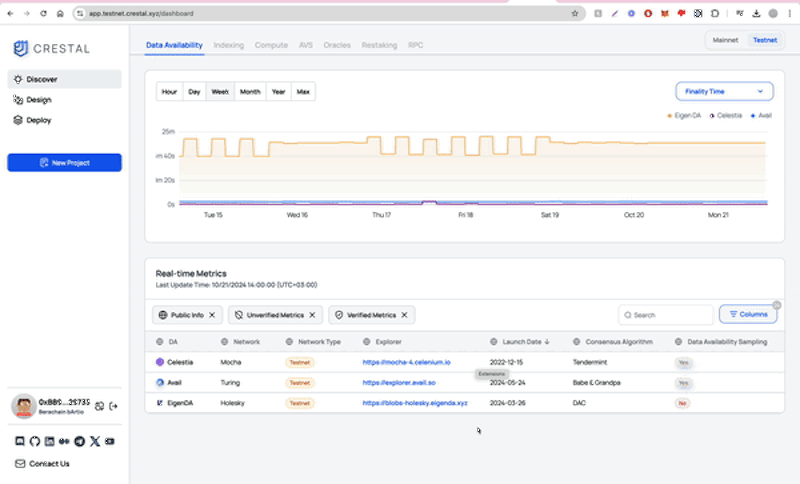 app.testnet.crestal.xyz/dashboard
CRESTAL
Discover
Design
Deploy
New Project
Berachain bArtio
Contact Us
Data Availability Indexing Compute AVS Oracles Restaking RPC
Mainnet Testnet
Hour Day Week Month Year Max
Finality Time
EigenDA Celestia Avail
25m
0s
Tue 15 Wed 16 Thu 17 Fri 18 Sat 19 Oct 20 Mon 21
Real-time Metrics
Last Update Time: 10/21/2024 14:00:00 (UTC+03:00)
Public Info Unverified Metrics Verified Metrics
Search
Columns
DA Network Network Type Explorer Launch Date Consensus Algorithm Data Availability Sampling
Celestia Mocha Testnet https://mocha-4.celenium.io 2022-12-15 Tendermint Yes
Extensions
Avail Turing Testnet https://explorer.avail.so 2024-05-24 Babe & Grandpa Yes
EigenDA Holesky Testnet https://blobs-holesky.eigenda.xyz 2024-03-26 DAC No